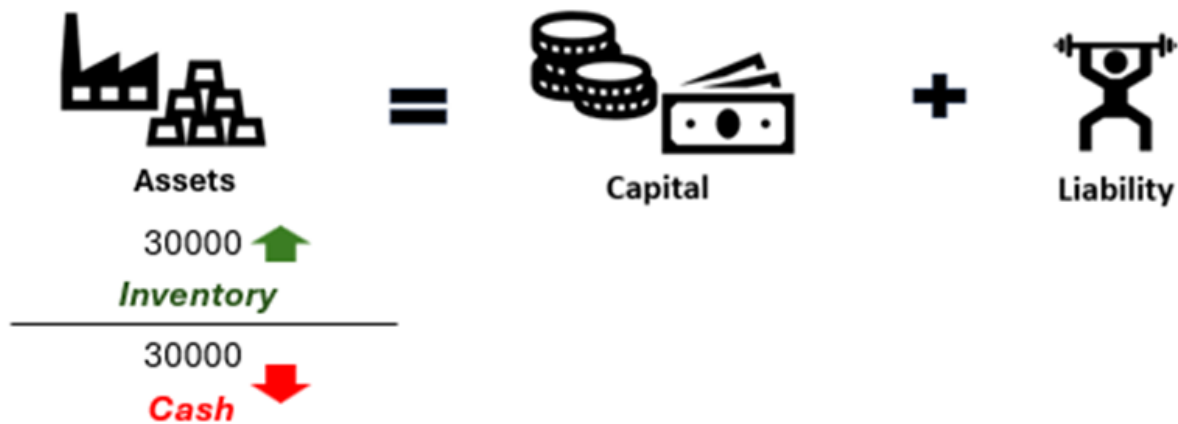 =
+
Assets
Capital
Liability
30000
Inventory
30000
Cash